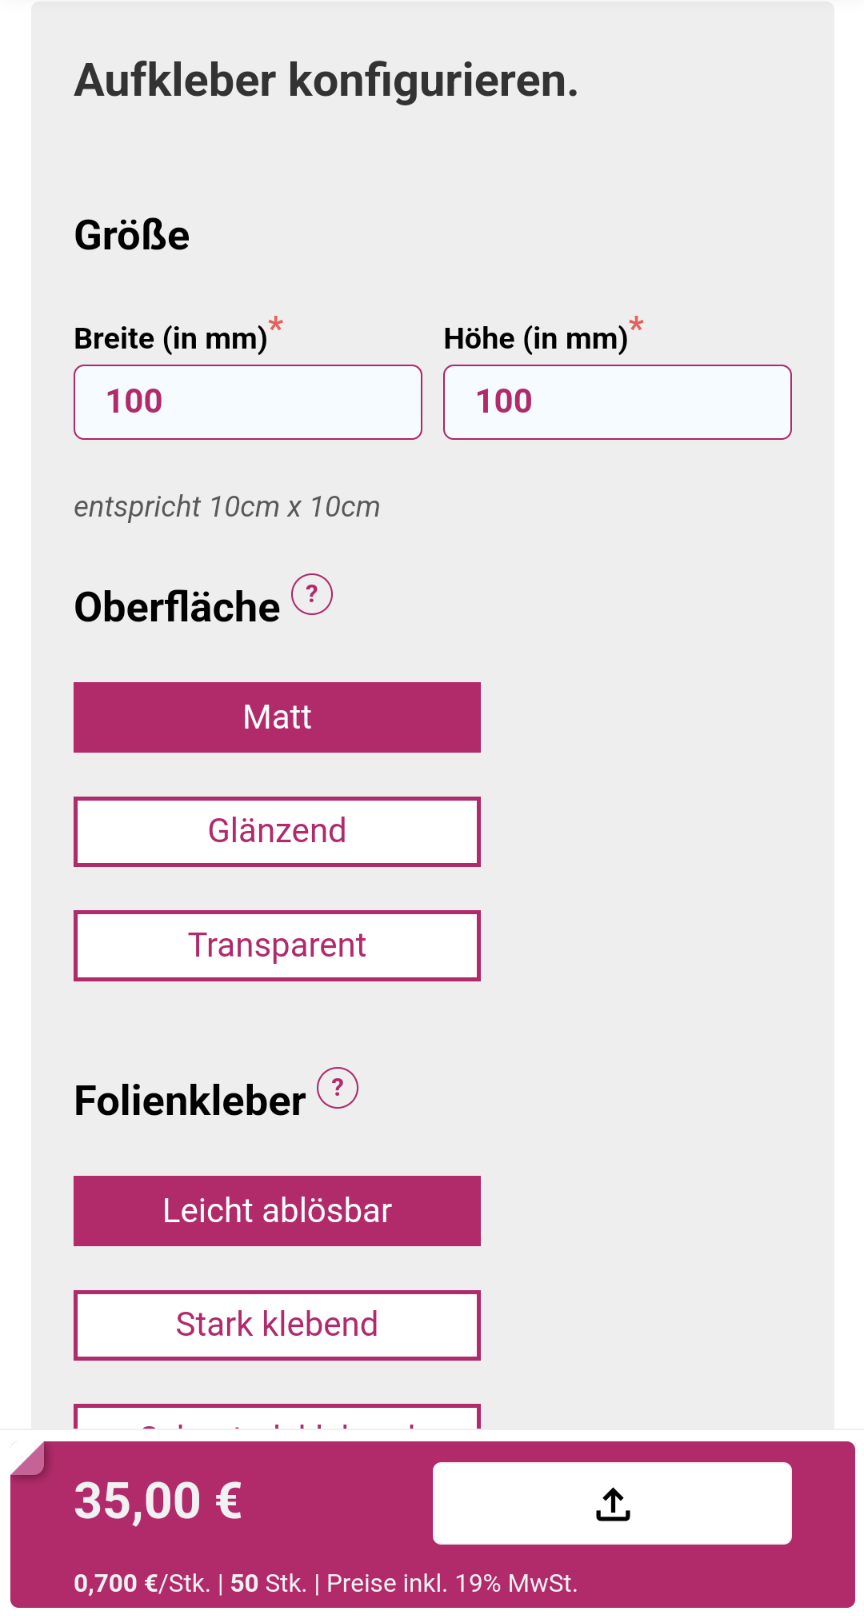 Aufkleber konfigurieren.
Größe
Breite (in mm)* Höhe (in mm)*
100 100
entspricht 10cm x 10cm
Oberfläche ?
Matt
Glänzend
Transparent
Folienkleber ?
Leicht ablösbar
Stark klebend
35,00 €
0,700 €/Stk. | 50 Stk. | Preise inkl. 19% MwSt.